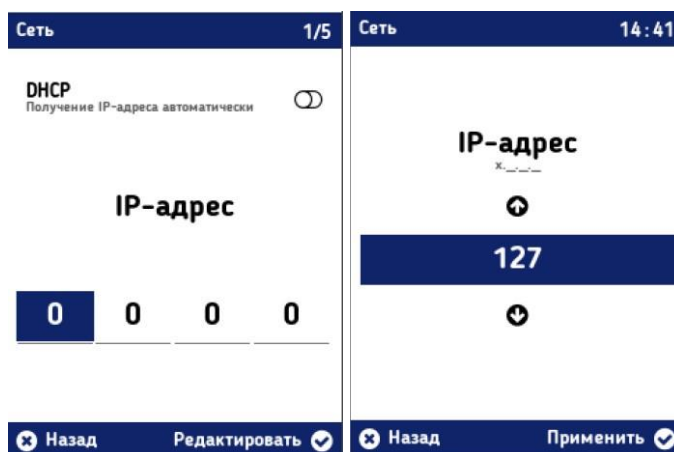 Сеть 1/5
DHCP
Получение IP-адреса автоматически
IP-адрес
0 0 0 0
Назад Редактировать
Сеть 14:41
IP-адрес
x._._._
127
Назад Применить